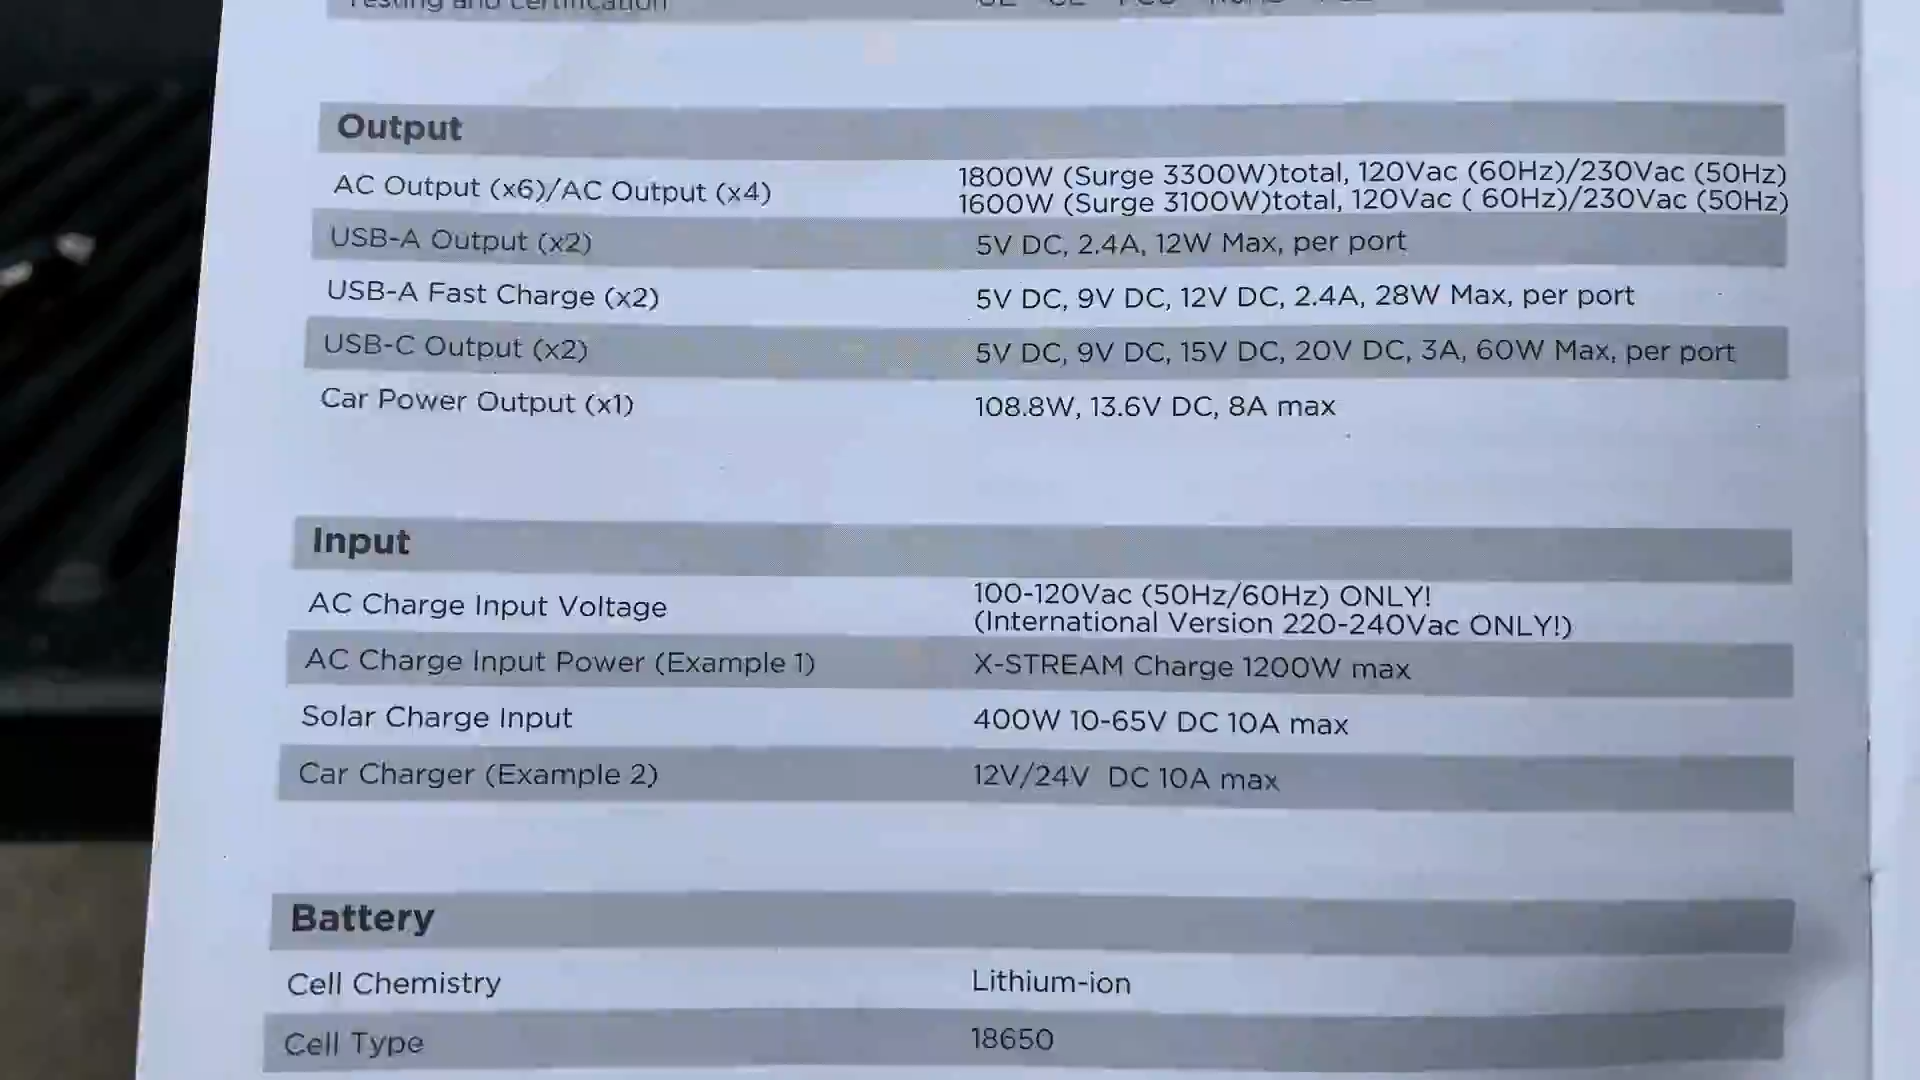 Testing and Certification
Output
AC Output (x6)/AC Output (x4)
1800W (Surge 3300W)total, 120Vac (60Hz)/230Vac (50Hz)
1600W (Surge 3100W)total, 120Vac ( 60Hz)/230Vac (50Hz)
USB-A Output (x2)
5V DC, 2.4A, 12W Max, per port
USB-A Fast Charge (x2)
5V DC, 9V DC, 12V DC, 2.4A, 28W Max, per port
USB-C Output (x2)
5V DC, 9V DC, 15V DC, 20V DC, 3A, 60W Max, per port
Car Power Output (x1)
108.8W, 13.6V DC, 8A max
Input
AC Charge Input Voltage
100-120Vac (50Hz/60Hz) ONLY!
(International Version 220-240Vac ONLY!)
AC Charge Input Power (Example 1)
X-STREAM Charge 1200W max
Solar Charge Input
400W 10-65V DC 10A max
Car Charger (Example 2)
12V/24V DC 10A max
Battery
Cell Chemistry
Lithium-ion
Cell Type
18650